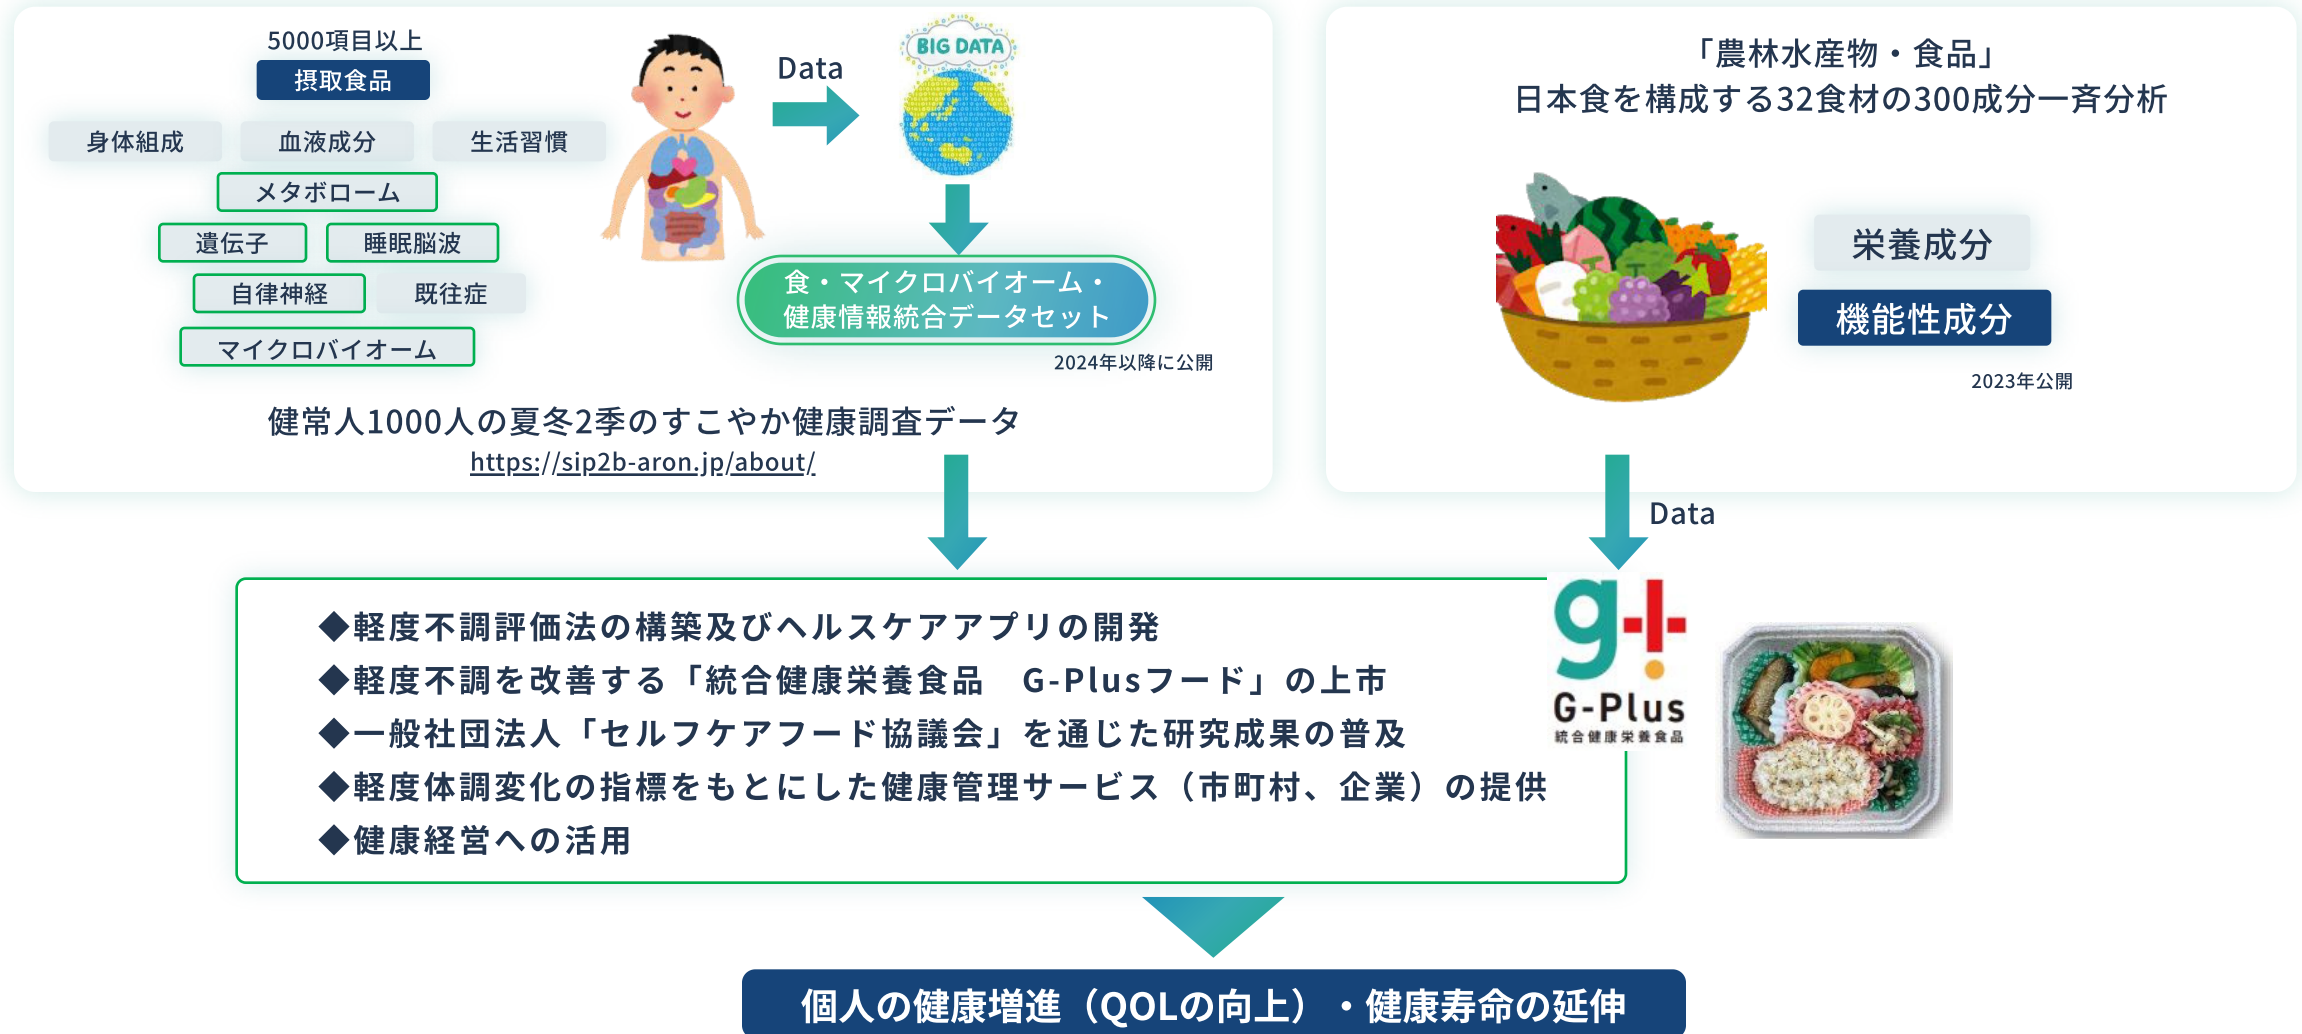 5000項目以上
摂取食品
身体組成
血液成分
生活習慣
メタボローム
遺伝子
睡眠脳波
自律神経
既往症
マイクロバイオーム
Data
BIG DATA
食・マイクロバイオーム・
健康情報統合データセット
2024年以降に公開
健常人1000人の夏冬2季のすこやか健康調査データ
https://sip2b-aron.jp/about/
「農林水産物・食品」
日本食を構成する32食材の300成分一斉分析
栄養成分
機能性成分
2023年公開
Data
◆軽度不調評価法の構築及びヘルスケアアプリの開発
◆軽度不調を改善する「統合健康栄養食品　G-Plusフード」の上市
◆一般社団法人「セルフケアフード協議会」を通じた研究成果の普及
◆軽度体調変化の指標をもとにした健康管理サービス（市町村、企業）の提供
◆健康経営への活用
g+
G-Plus
統合健康栄養食品
個人の健康増進（QOLの向上）・健康寿命の延伸